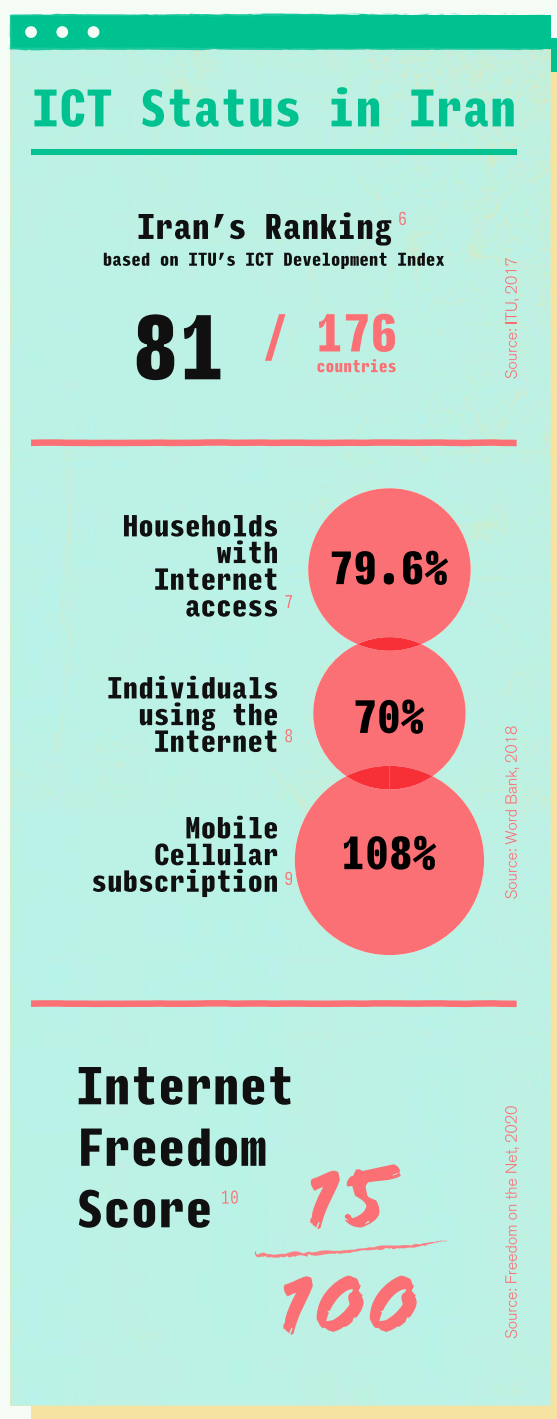 ICT Status in Iran
Iran’s Ranking 6
based on ITU’s ICT Development Index
81 / 176
countries
Source: ITU, 2017
Households
with
Internet
access 7
79.6%
Individuals
using the
Internet 8
70%
Mobile
Cellular
subscription 9
108%
Source: Word Bank, 2018
Internet
Freedom
Score 10
15
100
Source: Freedom on the Net, 2020